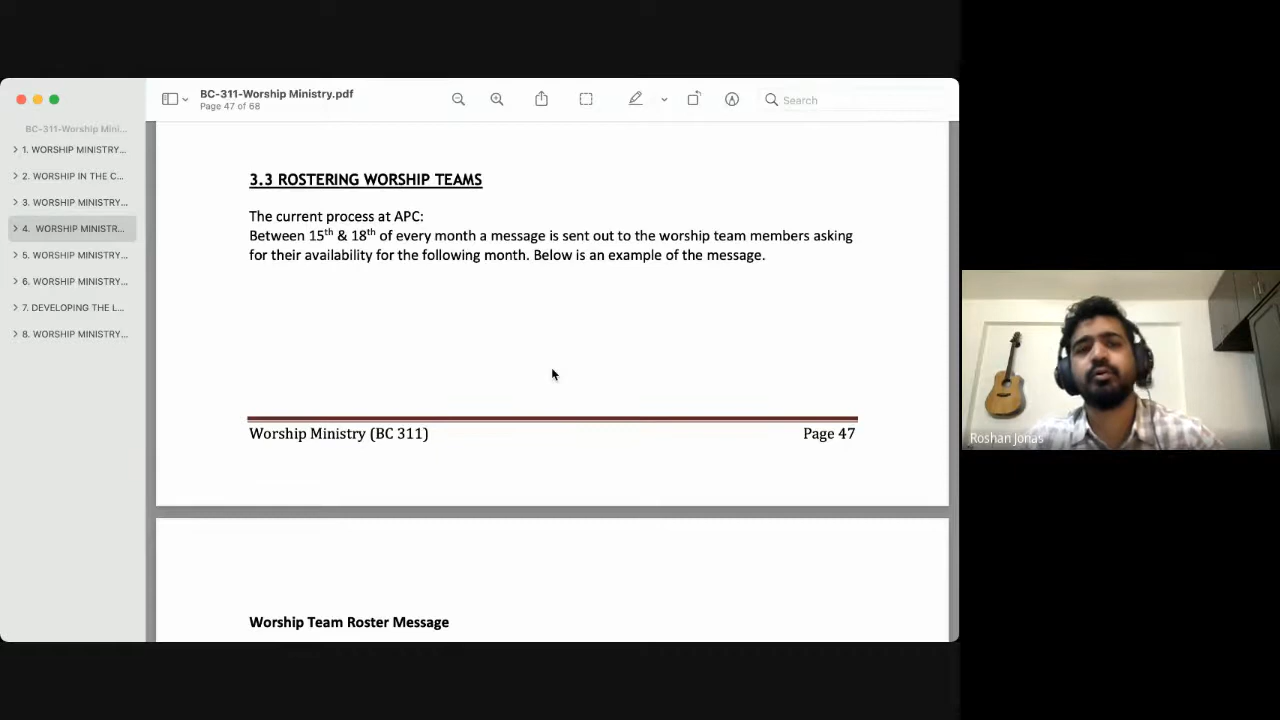 BC-311-Worship Ministry.pdf
Page 47 of 68
Search
BC-311-Worship Mini...
1. WORSHIP MINISTRY...
2. WORSHIP IN THE C...
3. WORSHIP MINISTRY...
4. WORSHIP MINISTR...
5. WORSHIP MINISTRY...
6. WORSHIP MINISTRY...
7. DEVELOPING THE L...
8. WORSHIP MINISTRY...
3.3 ROSTERING WORSHIP TEAMS
The current process at APC:
Between 15th & 18th of every month a message is sent out to the worship team members asking
for their availability for the following month. Below is an example of the message.
Worship Ministry (BC 311) Page 47
Worship Team Roster Message
Roshan Jonas